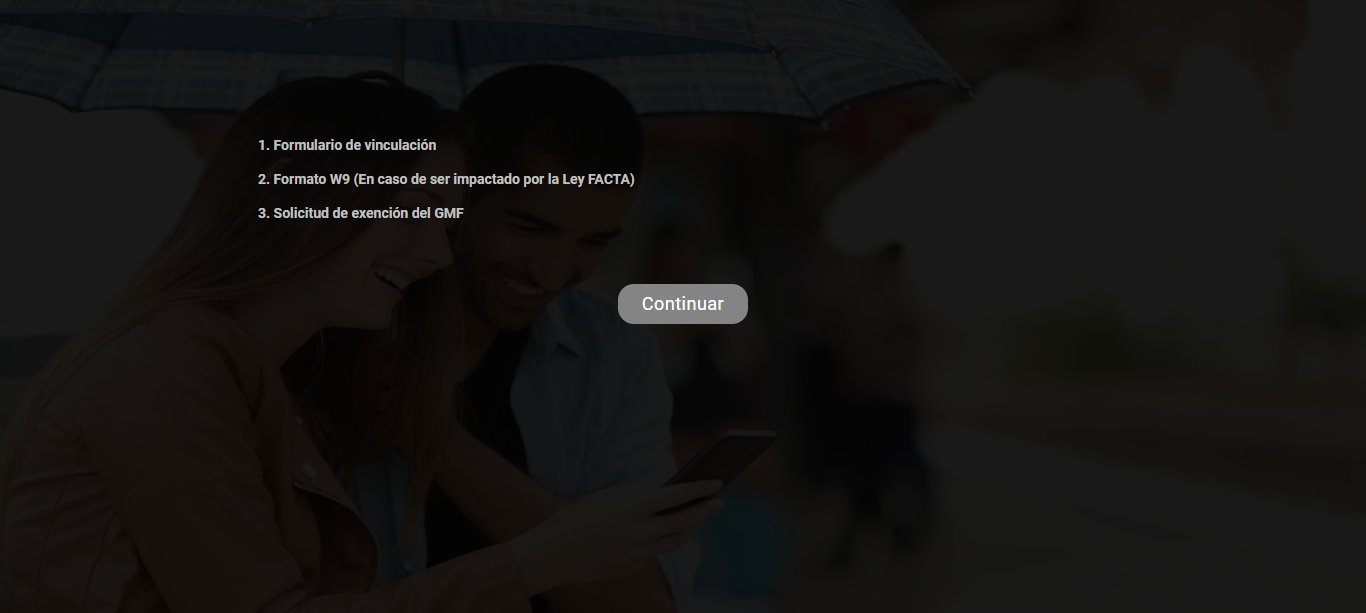 1. Formulario de vinculación
2. Formato W9 (En caso de ser impactado por la Ley FACTA)
3. Solicitud de exención del GMF
Continuar